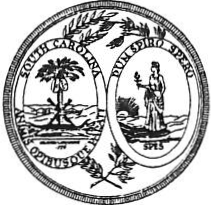 SOUTH CAROLINA
ANIMIS OPIBUSQUE PARATI
DUM SPIRO SPERO
SPES